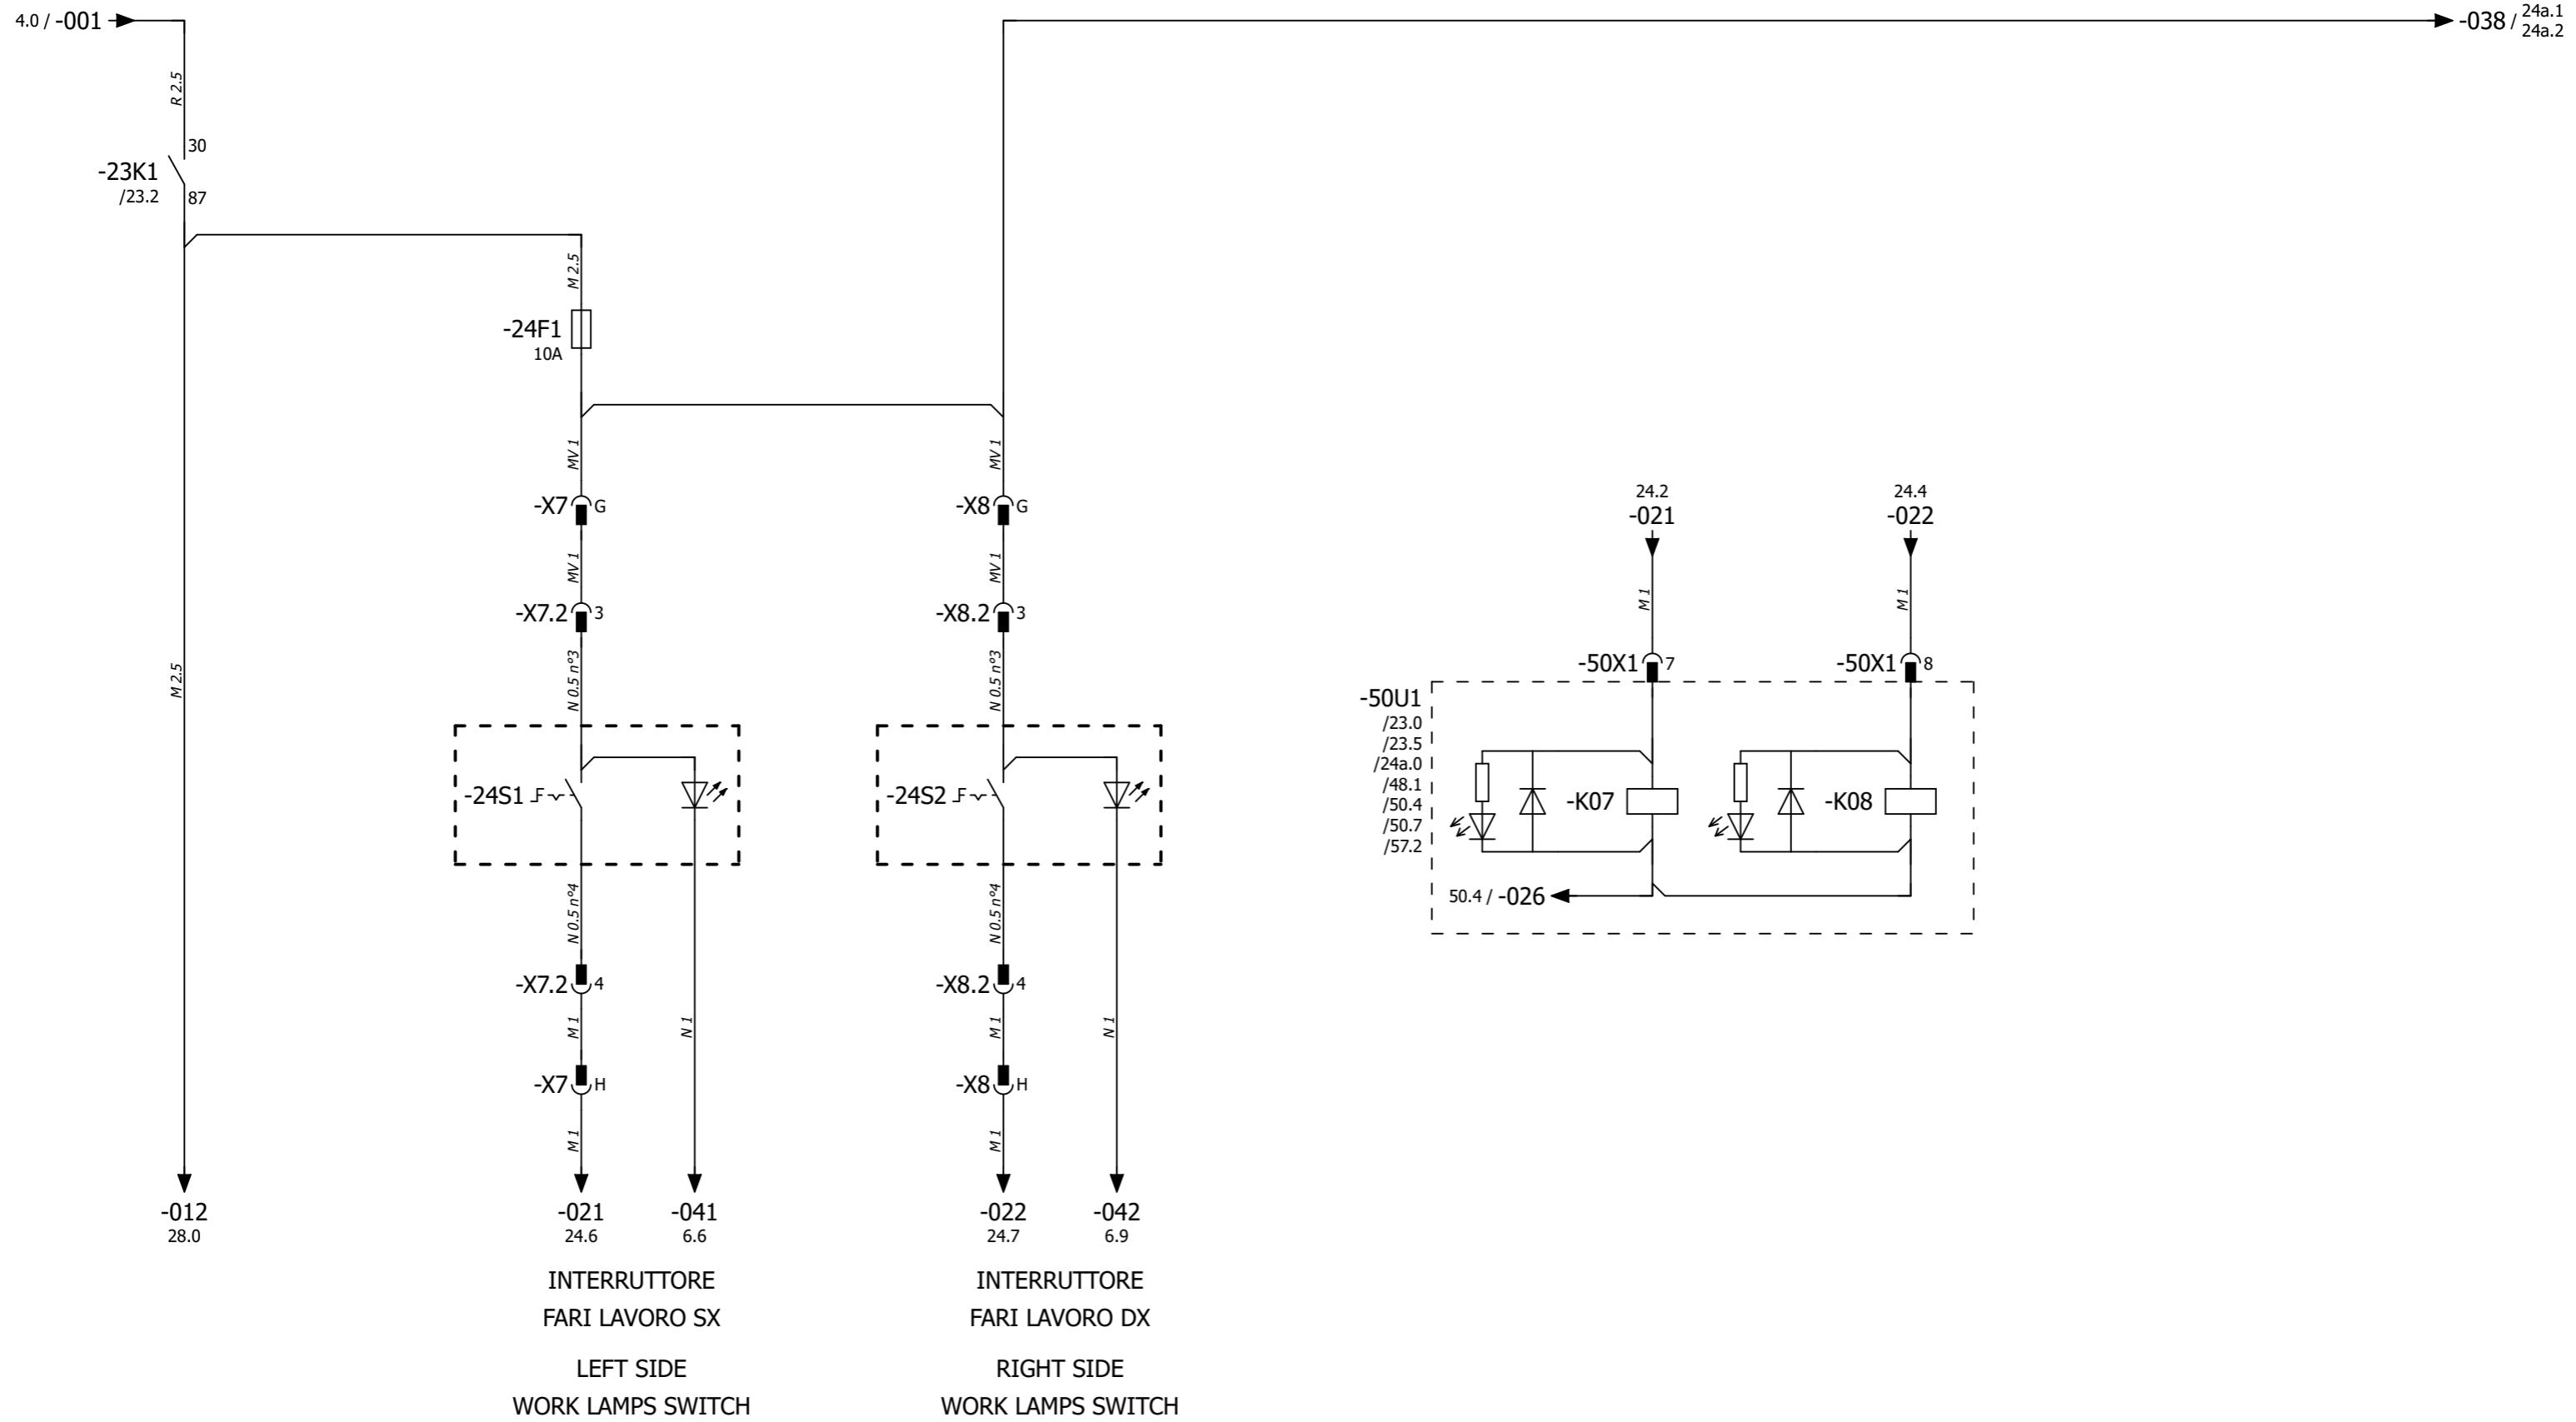 4.0 / -001
-038 / 24a.1
24a.2
R 2.5
30
-23K1
/23.2
87
M 2.5
-24F1
10A
MV 1
MV 1
-X7 G
-X8 G
24.2
24.4
-021
-022
MV 1
MV 1
M 1
M 1
-X7.2 3
-X8.2 3
M 2.5
N 0.5 n°3
N 0.5 n°3
-50X1 7
-50X1 8
-50U1
/23.0
/23.5
/24a.0
/48.1
/50.4
/50.7
/57.2
-24S1
-24S2
-K07
-K08
50.4 / -026
N 0.5 n°4
N 0.5 n°4
-X7.2 4
-X8.2 4
M 1
N 1
M 1
N 1
-X7 H
-X8 H
M 1
M 1
-012
28.0
-021
24.6
-041
6.6
-022
24.7
-042
6.9
INTERRUTTORE
FARI LAVORO SX
LEFT SIDE
WORK LAMPS SWITCH
INTERRUTTORE
FARI LAVORO DX
RIGHT SIDE
WORK LAMPS SWITCH